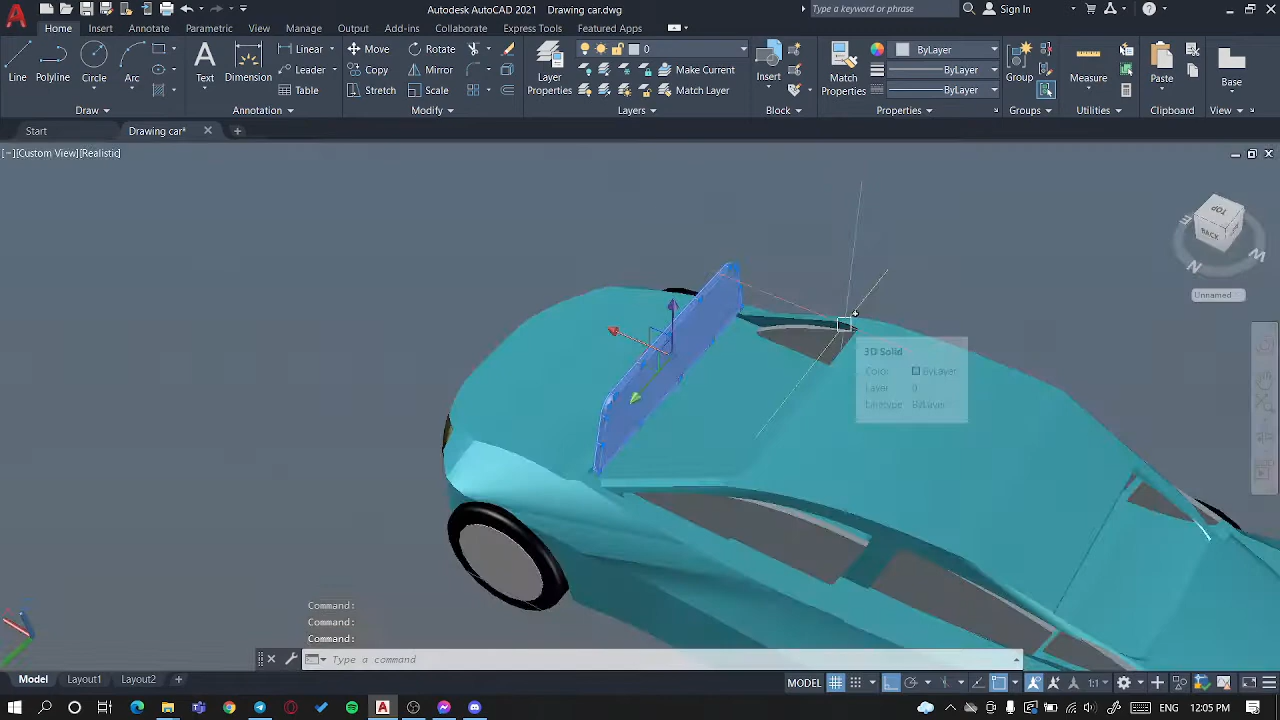 Autodesk AutoCAD 2021 Drawing car.dwg
Type a keyword or phrase
Sign In
Home Insert Annotate Parametric View Manage Output Add-ins Collaborate Express Tools Featured Apps
Line Polyline Circle Arc
Text Dimension
Linear
Leader
Table
Move Rotate
Copy Mirror
Stretch Scale
Layer
Properties
0
Make Current
Match Layer
Insert
Match
Properties
ByLayer
ByLayer
ByLayer
Group
Measure
Paste
Base
Draw Annotation Modify Layers Block Properties Groups Utilities Clipboard View
Start Drawing car*
[−][Custom View][Realistic]
TOP
BACK
E
N
W
Unnamed
3D Solid
Color ByLayer
Layer 0
Linetype ByLayer
Command:
Command:
Command:
Type a command
Model Layout1 Layout2 +
MODEL 1:1
ENG 12:05 PM